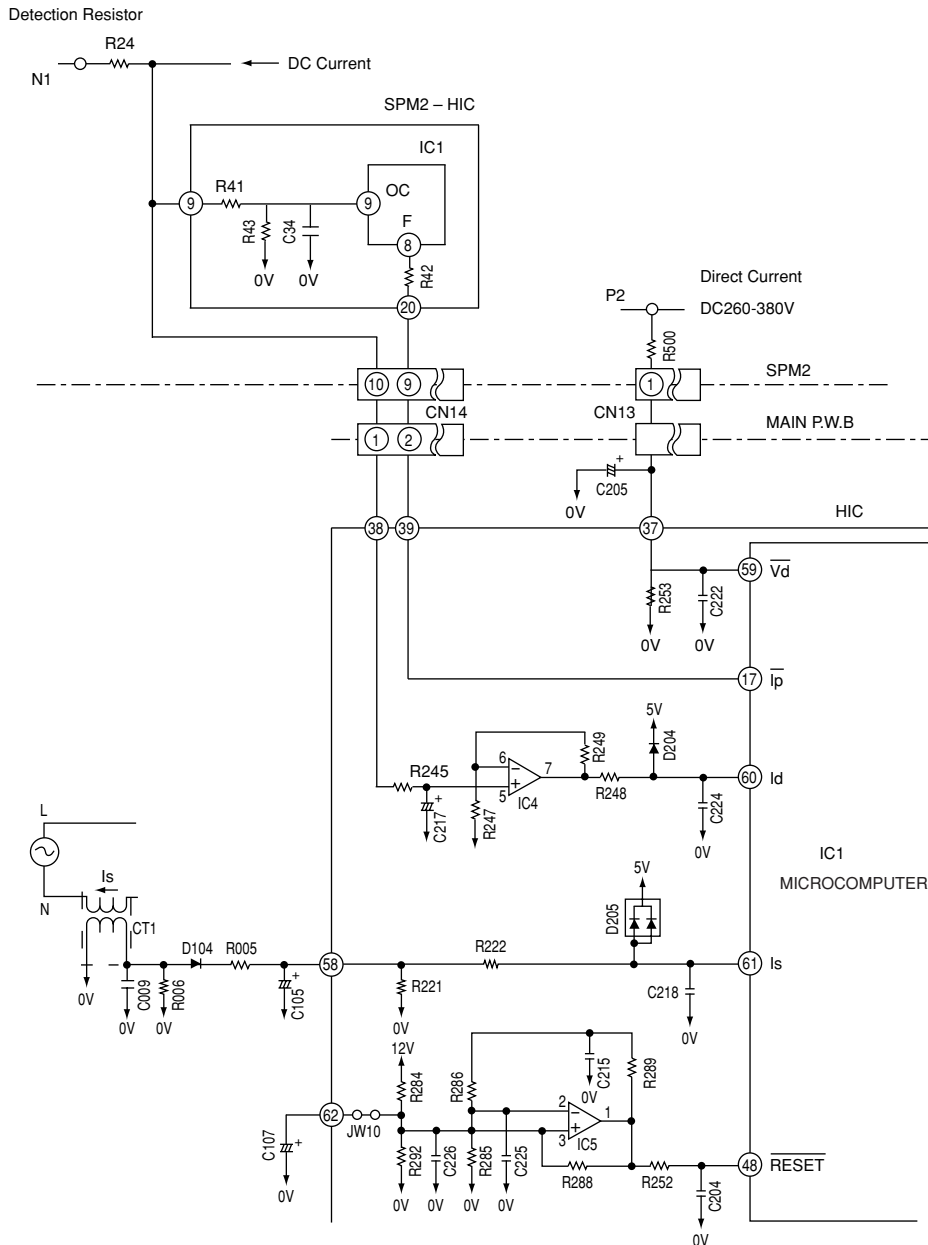 Detection Resistor
R24
N1
DC Current
SPM2 – HIC
IC1
R41
9
9
OC
R43
C34
F
8
0V
0V
R42
20
Direct Current
P2
DC260-380V
R500
10
9
1
SPM2
CN14
CN13
MAIN P.W.B
1
2
+
C205
0V
38
39
37
HIC
59
Vd
R253
C222
0V
0V
17
Ip
5V
R249
D204
R245
6
−
7
5
+
IC4
R248
60
Id
+
C217
R247
C224
0V
L
N
Is
CT1
IC1
MICROCOMPUTER
5V
D205
D104
R005
58
R222
61
Is
0V
C009
R006
+
C105
R221
C218
0V
0V
0V
0V
0V
12V
R284
R286
C215
R289
0V
62
JW10
2
−
1
3
+
IC5
C107
+
R292
C226
R285
C225
R288
R252
48
RESET
C204
0V
0V
0V
0V
0V
0V